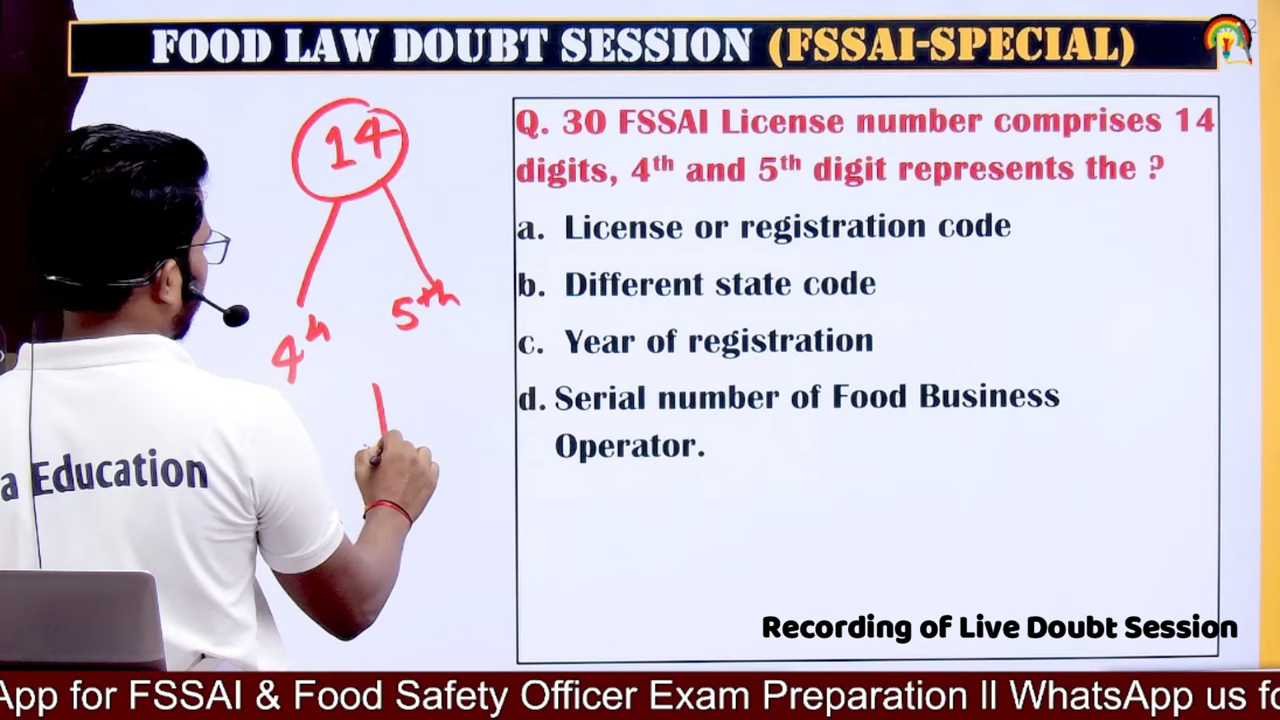 FOOD LAW DOUBT SESSION (FSSAI-SPECIAL)
14
4th
5th
Q. 30 FSSAI License number comprises 14
digits, 4th and 5th digit represents the ?
a. License or registration code
b. Different state code
c. Year of registration
d. Serial number of Food Business
Operator.
a Education
Recording of Live Doubt Session
App for FSSAI & Food Safety Officer Exam Preparation II WhatsApp us fo